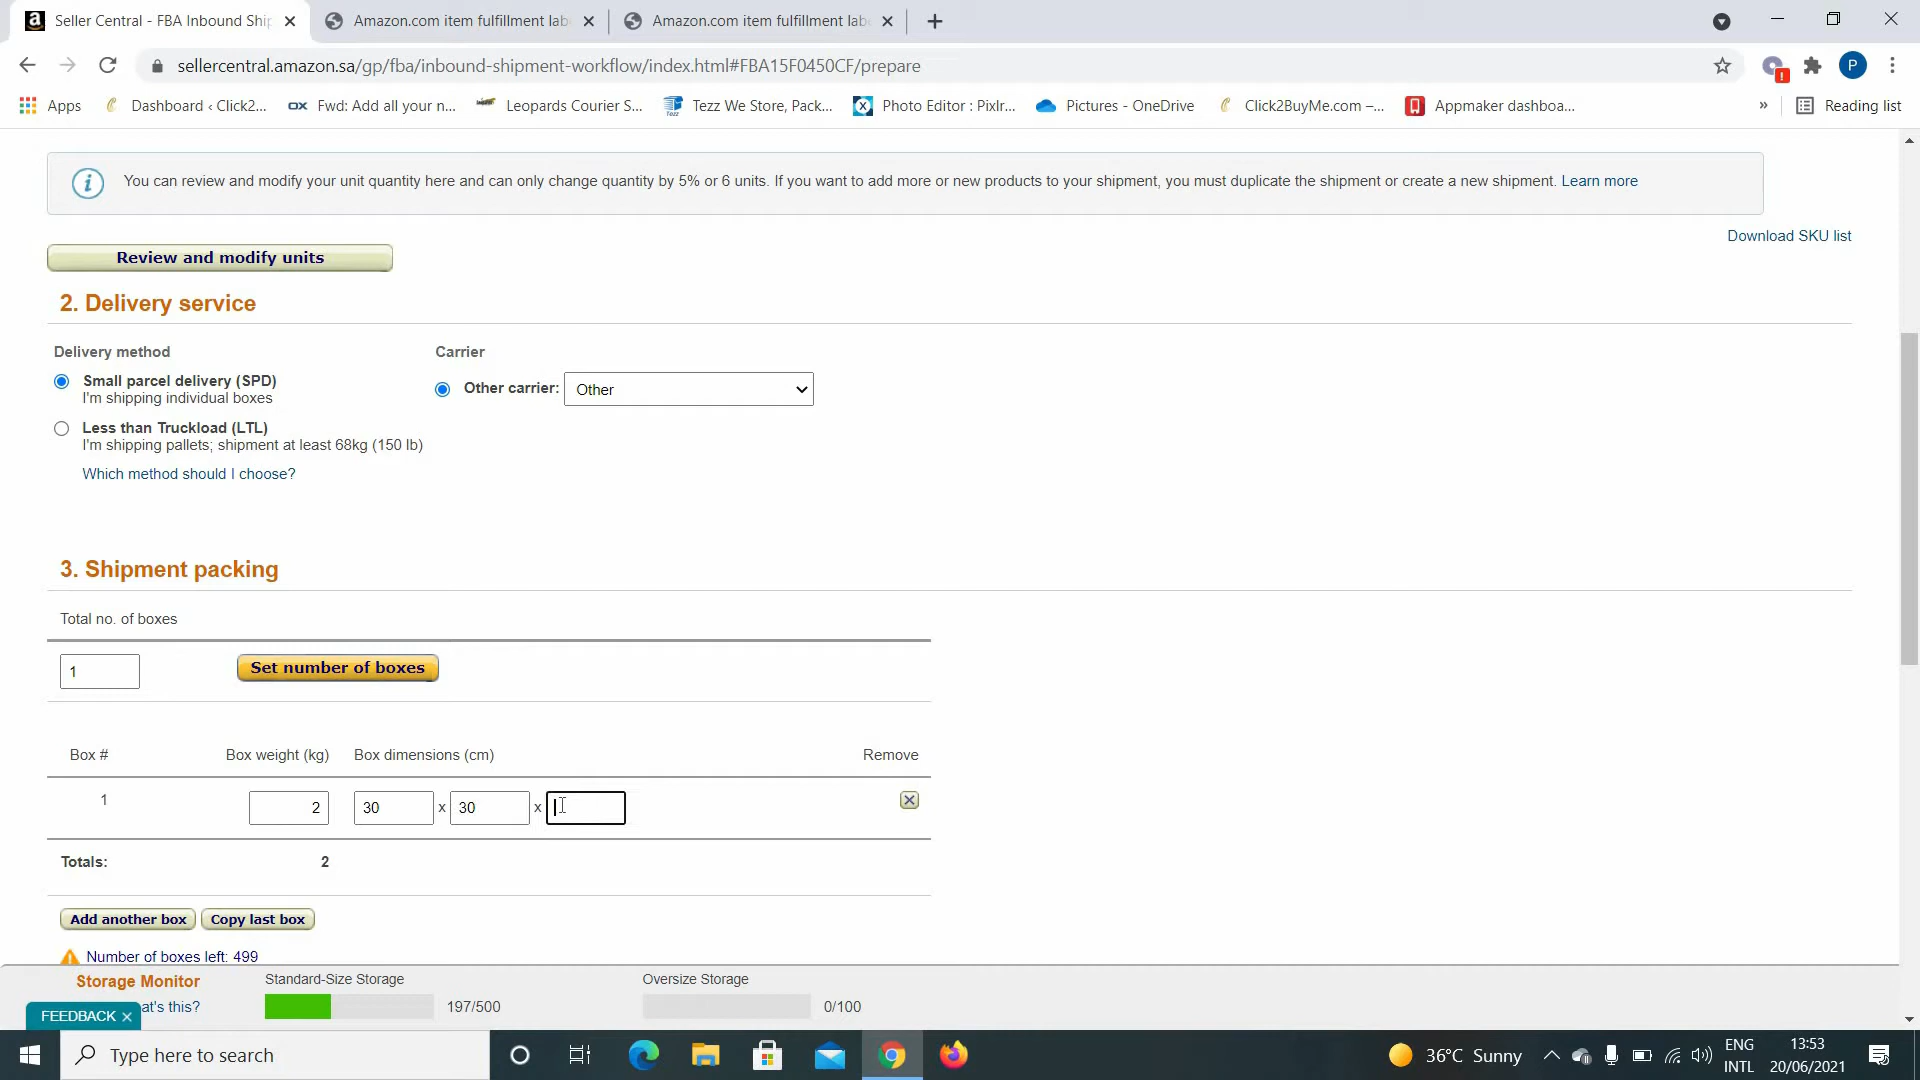 Seller Central - FBA Inbound Ship
Amazon.com item fulfillment lab
Amazon.com item fulfillment lab
sellercentral.amazon.sa/gp/fba/inbound-shipment-workflow/index.html#FBA15F0450CF/prepare
P
Apps
Dashboard ‹ Click2...
Fwd: Add all your n...
Leopards Courier S...
Tezz We Store, Pack...
Photo Editor : Pixlr...
Pictures - OneDrive
Click2BuyMe.com –...
Appmaker dashboa...
»
Reading list
You can review and modify your unit quantity here and can only change quantity by 5% or 6 units. If you want to add more or new products to your shipment, you must duplicate the shipment or create a new shipment. Learn more
Download SKU list
Review and modify units
2. Delivery service
Delivery method
Carrier
Small parcel delivery (SPD)
I'm shipping individual boxes
Other carrier:
Other
Less than Truckload (LTL)
I'm shipping pallets; shipment at least 68kg (150 lb)
Which method should I choose?
3. Shipment packing
Total no. of boxes
1
Set number of boxes
Box #
Box weight (kg)
Box dimensions (cm)
Remove
1
2
30 x 30 x
Totals:
2
Add another box
Copy last box
Number of boxes left: 499
Storage Monitor
Standard-Size Storage
Oversize Storage
at's this?
197/500
0/100
FEEDBACK
Type here to search
36°C Sunny
ENG
INTL
13:53
20/06/2021